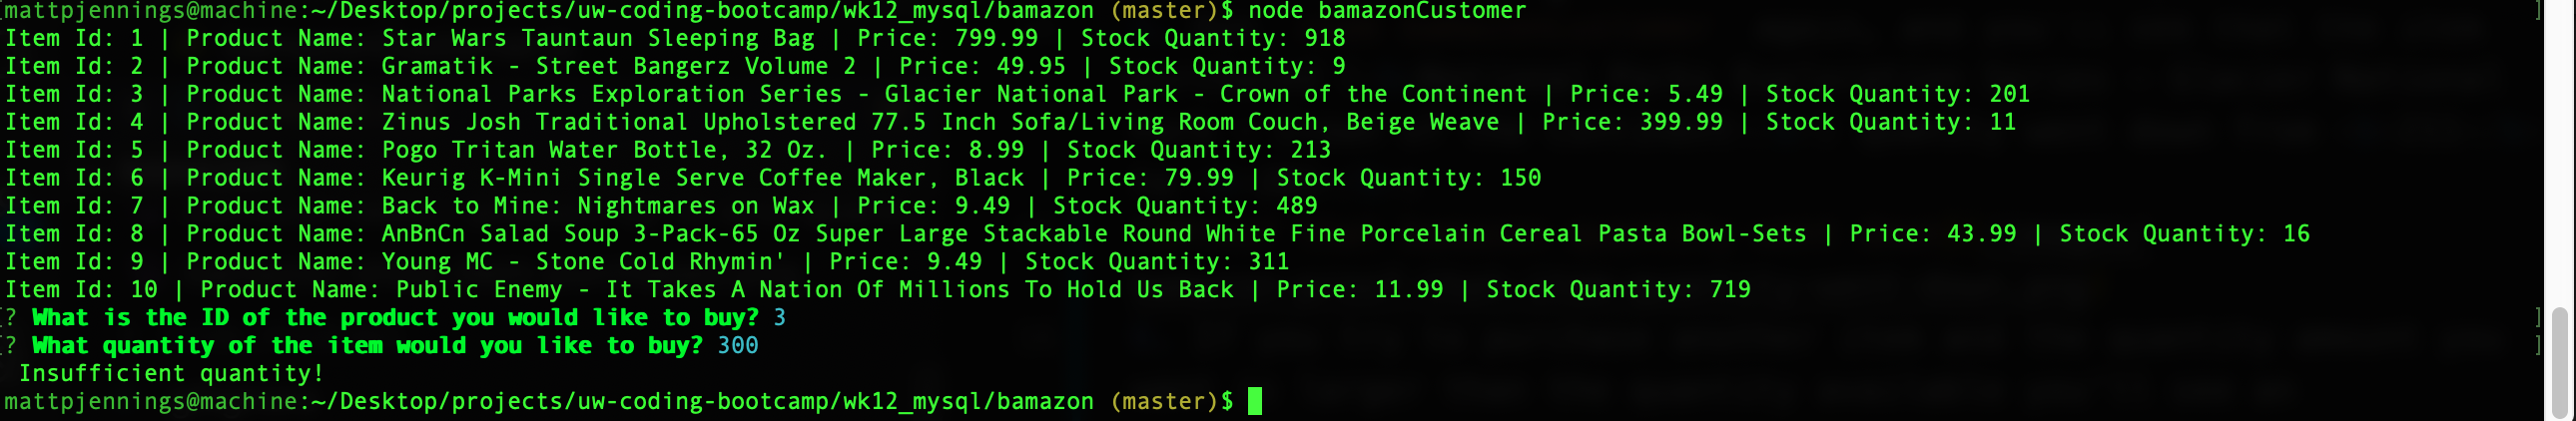 mattpjennings@machine:~/Desktop/projects/uw-coding-bootcamp/wk12_mysql/bamazon (master)$ node bamazonCustomer
Item Id: 1 | Product Name: Star Wars Tauntaun Sleeping Bag | Price: 799.99 | Stock Quantity: 918
Item Id: 2 | Product Name: Gramatik - Street Bangerz Volume 2 | Price: 49.95 | Stock Quantity: 9
Item Id: 3 | Product Name: National Parks Exploration Series - Glacier National Park - Crown of the Continent | Price: 5.49 | Stock Quantity: 201
Item Id: 4 | Product Name: Zinus Josh Traditional Upholstered 77.5 Inch Sofa/Living Room Couch, Beige Weave | Price: 399.99 | Stock Quantity: 11
Item Id: 5 | Product Name: Pogo Tritan Water Bottle, 32 Oz. | Price: 8.99 | Stock Quantity: 213
Item Id: 6 | Product Name: Keurig K-Mini Single Serve Coffee Maker, Black | Price: 79.99 | Stock Quantity: 150
Item Id: 7 | Product Name: Back to Mine: Nightmares on Wax | Price: 9.49 | Stock Quantity: 489
Item Id: 8 | Product Name: AnBnCn Salad Soup 3-Pack-65 Oz Super Large Stackable Round White Fine Porcelain Cereal Pasta Bowl-Sets | Price: 43.99 | Stock Quantity: 16
Item Id: 9 | Product Name: Young MC - Stone Cold Rhymin' | Price: 9.49 | Stock Quantity: 311
Item Id: 10 | Product Name: Public Enemy - It Takes A Nation Of Millions To Hold Us Back | Price: 11.99 | Stock Quantity: 719
[? What is the ID of the product you would like to buy? 3 ]
[? What quantity of the item would you like to buy? 300 ]
Insufficient quantity!
mattpjennings@machine:~/Desktop/projects/uw-coding-bootcamp/wk12_mysql/bamazon (master)$